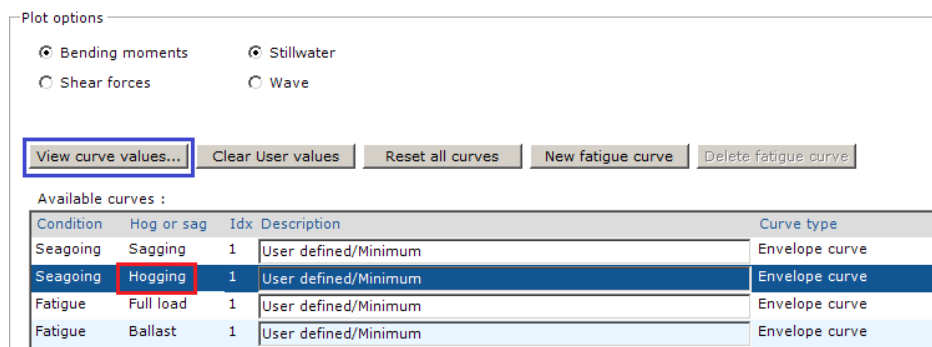 Plot options
Bending moments Stillwater
Shear forces Wave
View curve values... Clear User values Reset all curves New fatigue curve Delete fatigue curve
Available curves :
Condition Hog or sag Idx Description Curve type
Seagoing Sagging 1 User defined/Minimum Envelope curve
Seagoing Hogging 1 User defined/Minimum Envelope curve
Fatigue Full load 1 User defined/Minimum Envelope curve
Fatigue Ballast 1 User defined/Minimum Envelope curve